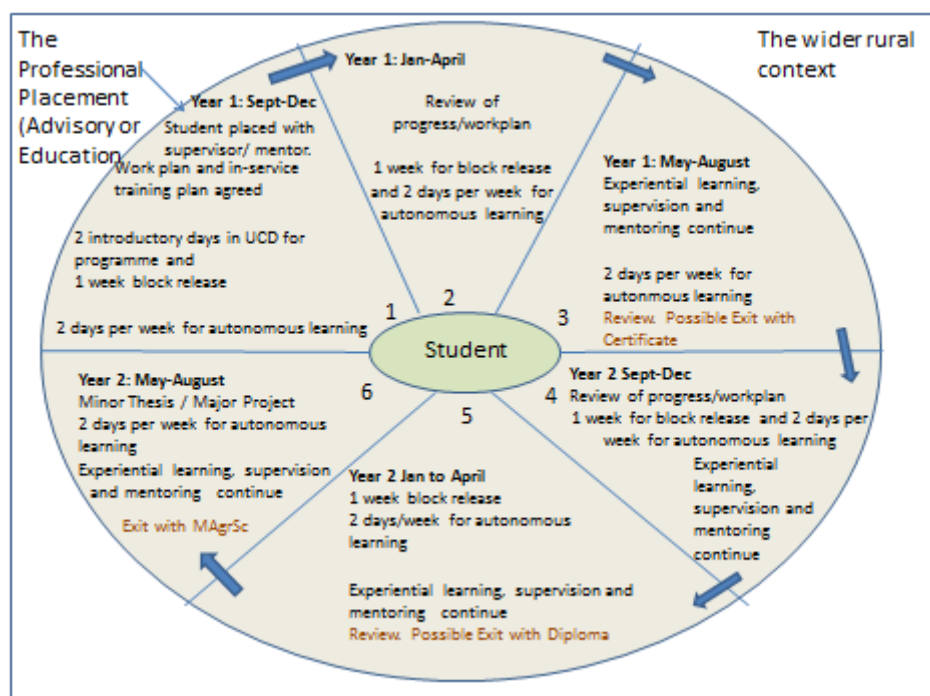 The
Professional
Placement
(Advisory or
Education
The wider rural
context
Year 1: Sept-Dec
Student placed with
supervisor/ mentor.
Work plan and in-service
training plan agreed
2 introductory days in UCD for
programme and
1 week block release
2 days per week for autonomous learning
1
Year 1: Jan-April
Review of
progress/workplan
1 week for block release
and 2 days per week for
autonomous learning
2
Year 1: May-August
Experiential learning,
supervision and
mentoring continue
2 days per week for
autonmous learning
Review. Possible Exit with
Certificate
3
Student
Year 2 Sept-Dec
Review of progress/workplan
1 week for block release and 2 days per
week for autonomous learning
Experiential
learning,
supervision and
mentoring
continue
4
Year 2 Jan to April
1 week block release
2 days/week for autonomous
learning
Experiential learning, supervision and
mentoring continue
Review. Possible Exit with Diploma
5
Year 2: May-August
Minor Thesis / Major Project
2 days per week for autonomous
learning
Experiential learning, supervision
and mentoring continue
Exit with MAgrSc
6